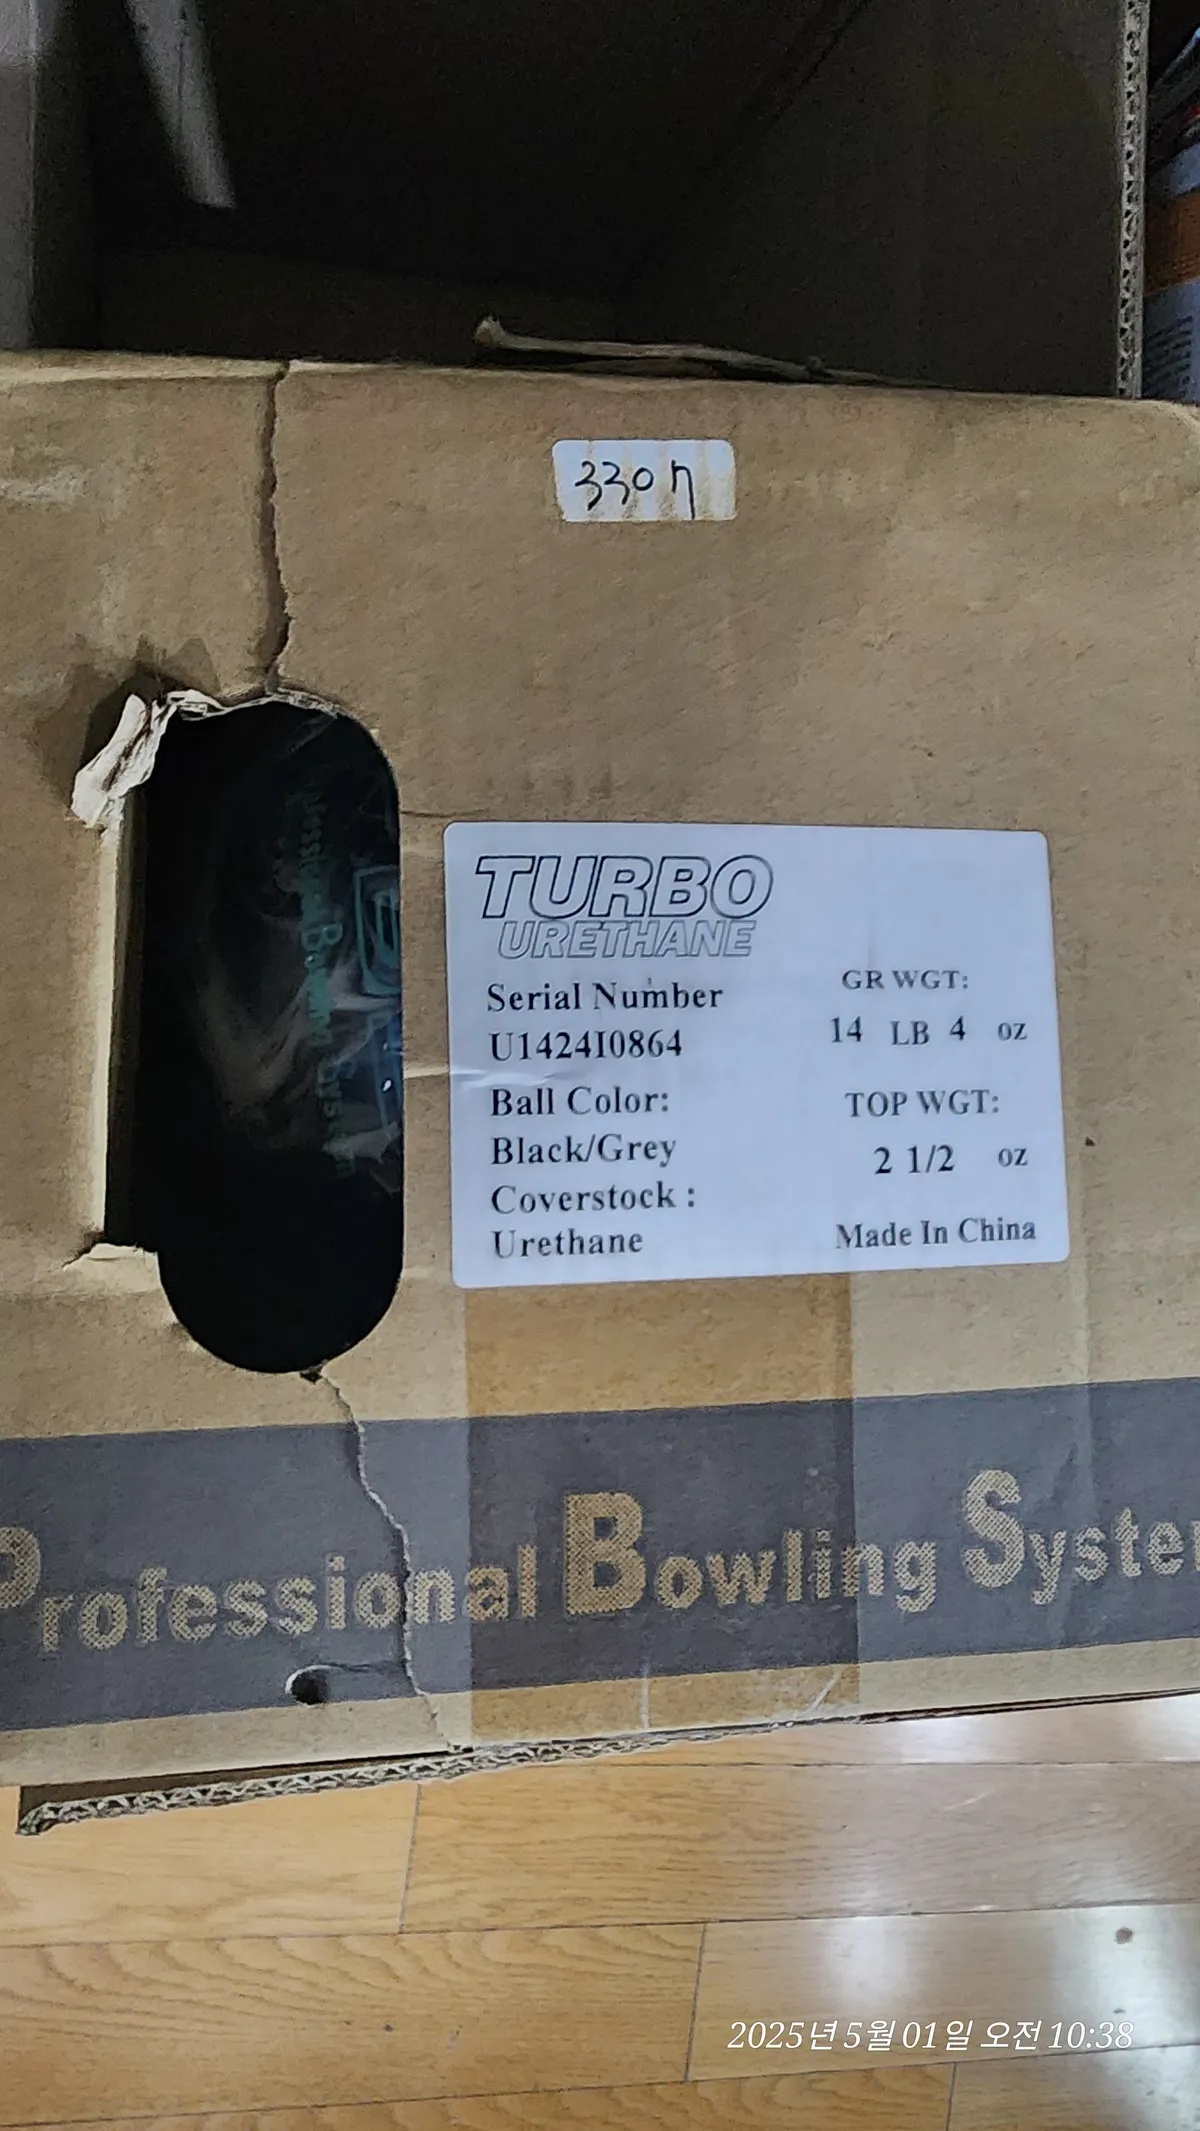 3307
TURBO
URETHANE
Serial Number
U1424I0864
Ball Color:
Black/Grey
Coverstock :
Urethane
GR WGT:
14 LB 4 oz
TOP WGT:
2 1/2 oz
Made In China
Professional Bowling System
2025년 5월 01일 오전 10:38